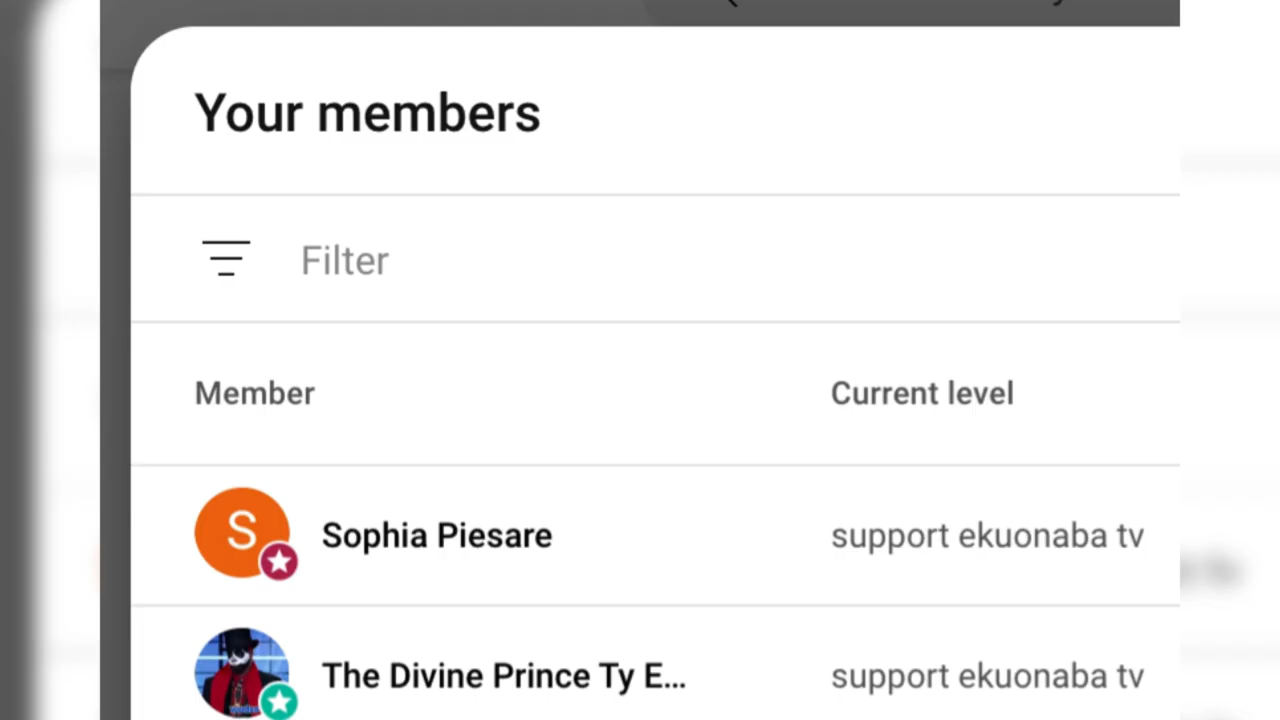 Your members
Filter
Member Current level
S Sophia Piesare support ekuonaba tv
The Divine Prince Ty E... support ekuonaba tv